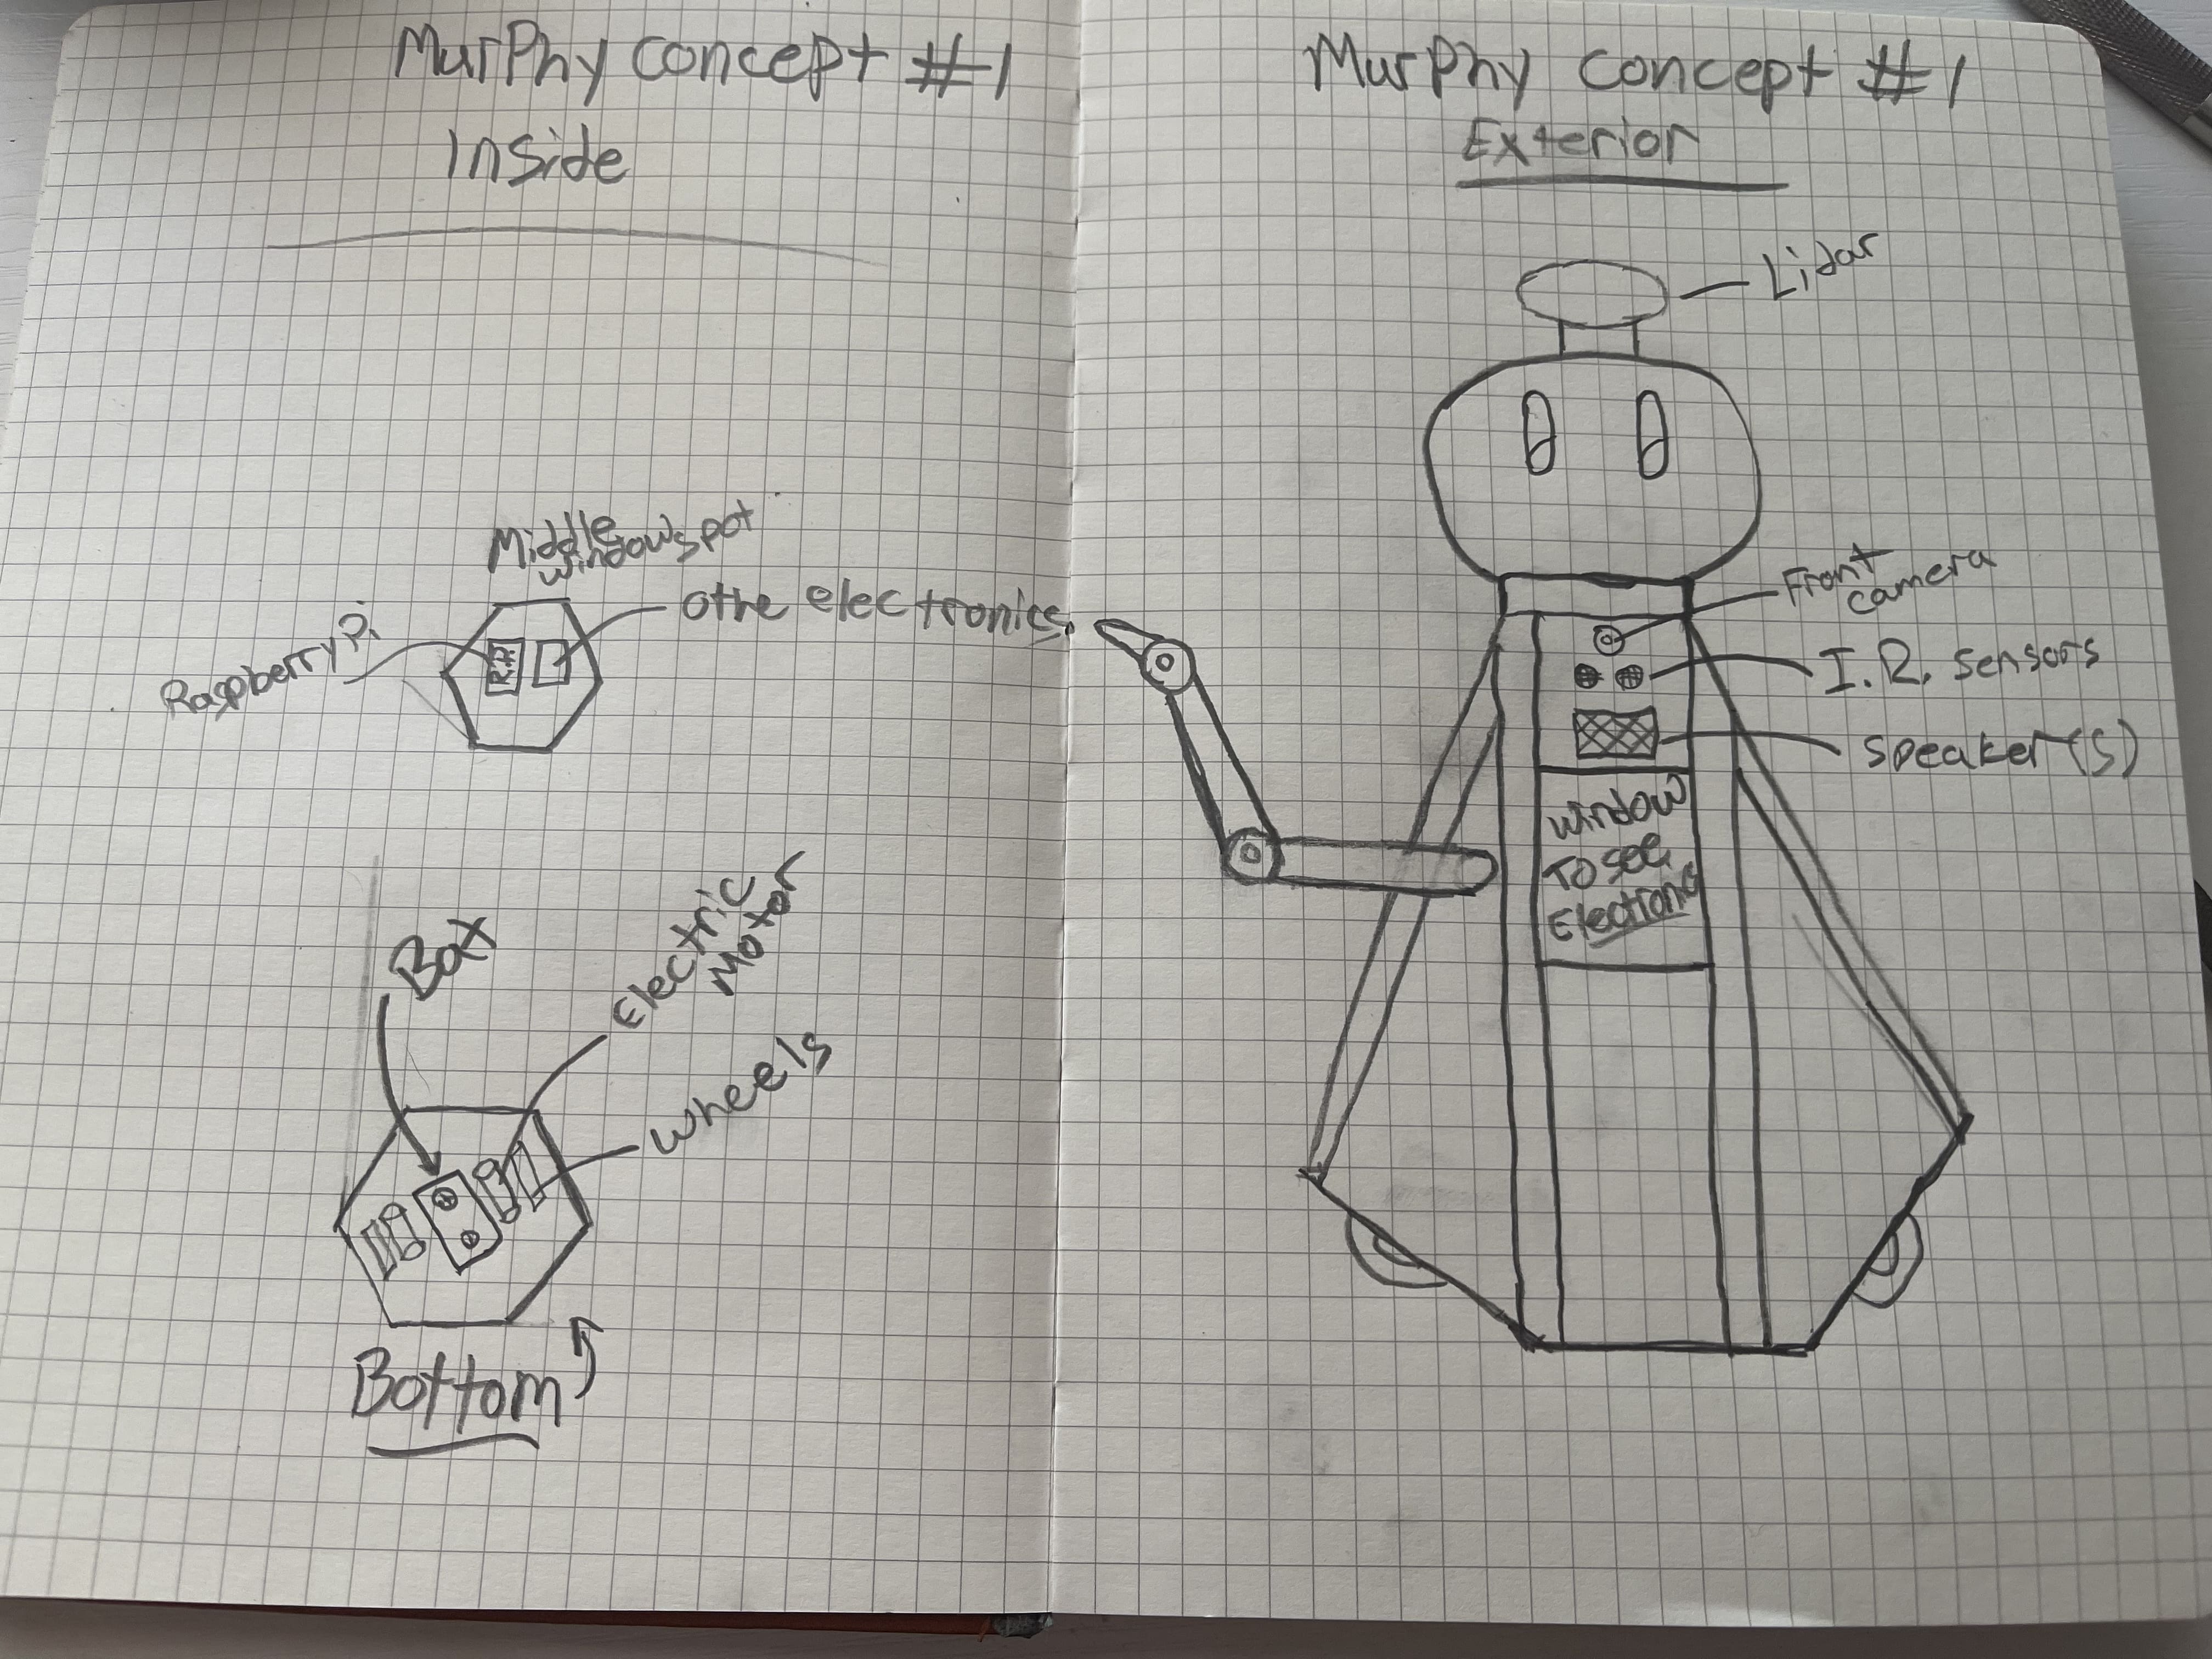 MurPhy concept #1
Inside
Middle
windowspot
Othe electronics.
Raspberry Pi
R.P.
Box
Electric
Motor
wheels
Bottom
MurPhy concept #1
Exterior
Lidar
Front
camera
I.R. sensors
speaker(s)
window
To see